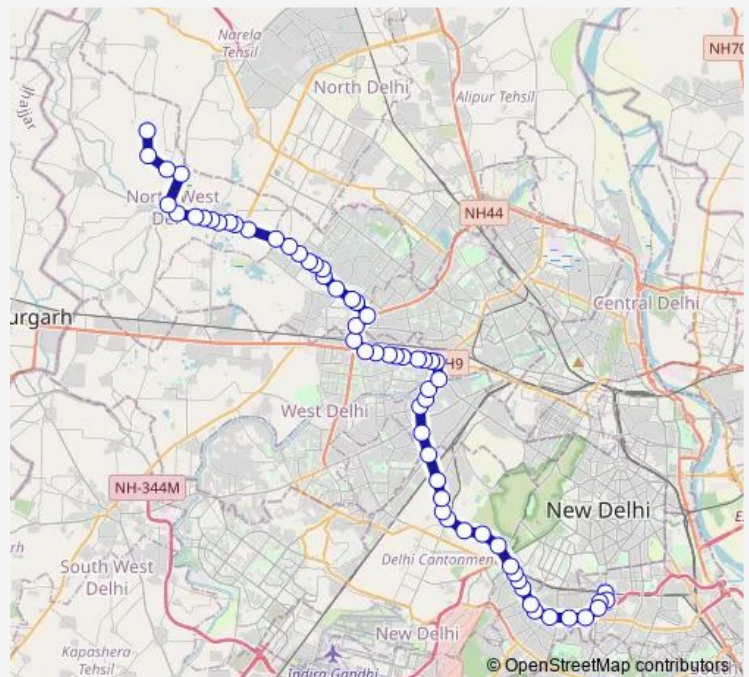 Narela
Tehsil
NH70
North Delhi
Alipur Tehsil
Jhajjar
North West
Del
NH44
Central Delhi
urgarh
H9
West Delhi
NH-344M
New Delhi
Delhi Cantonment
South West
Delhi
New Delhi
Kapashera
Tehsil
Indira Gandhi
© OpenStreetMap contributors